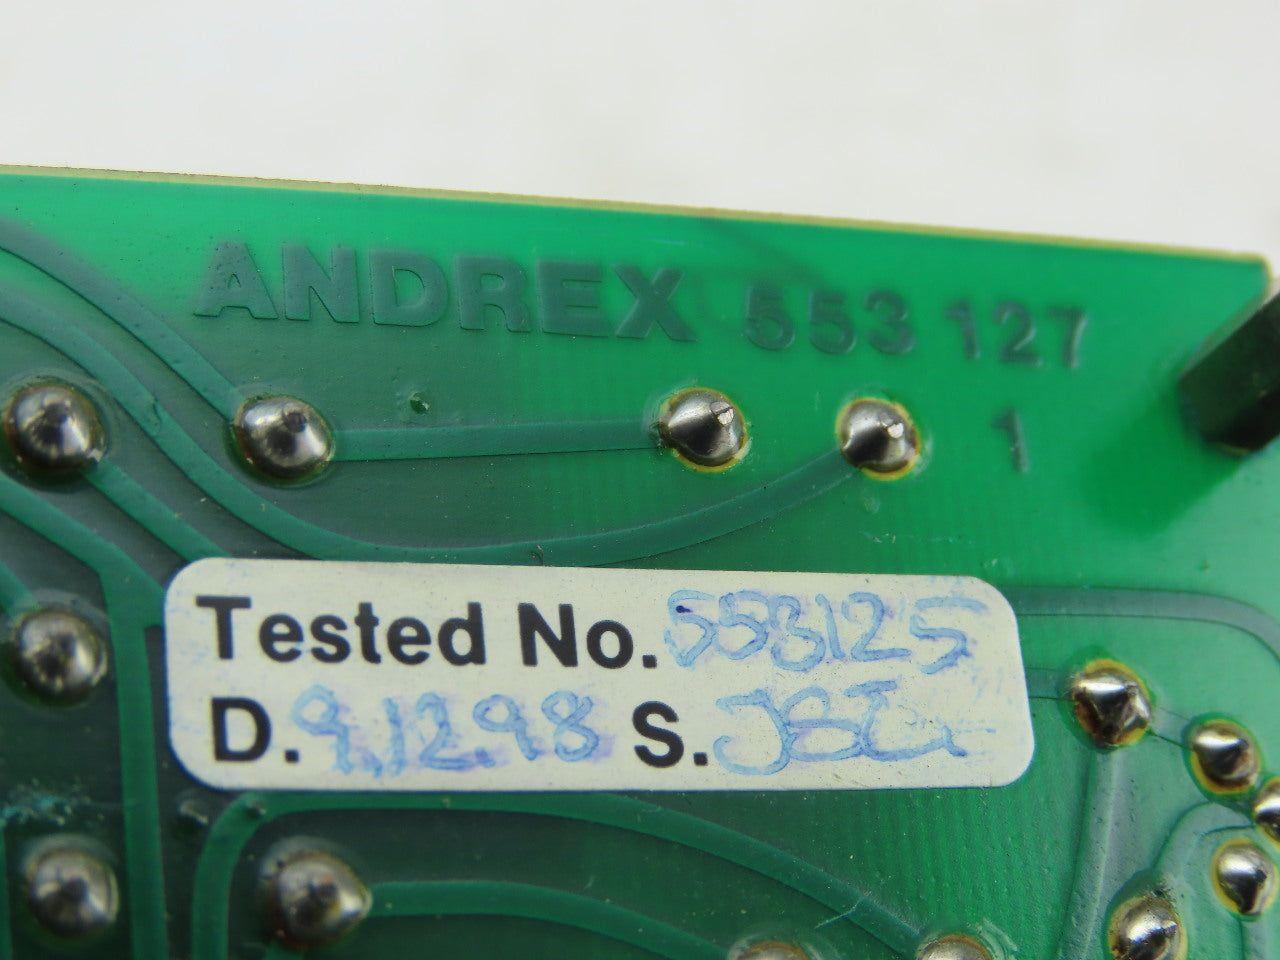 ANDREX 553 127
1
Tested No. 553125
D. 9.12.98 S.